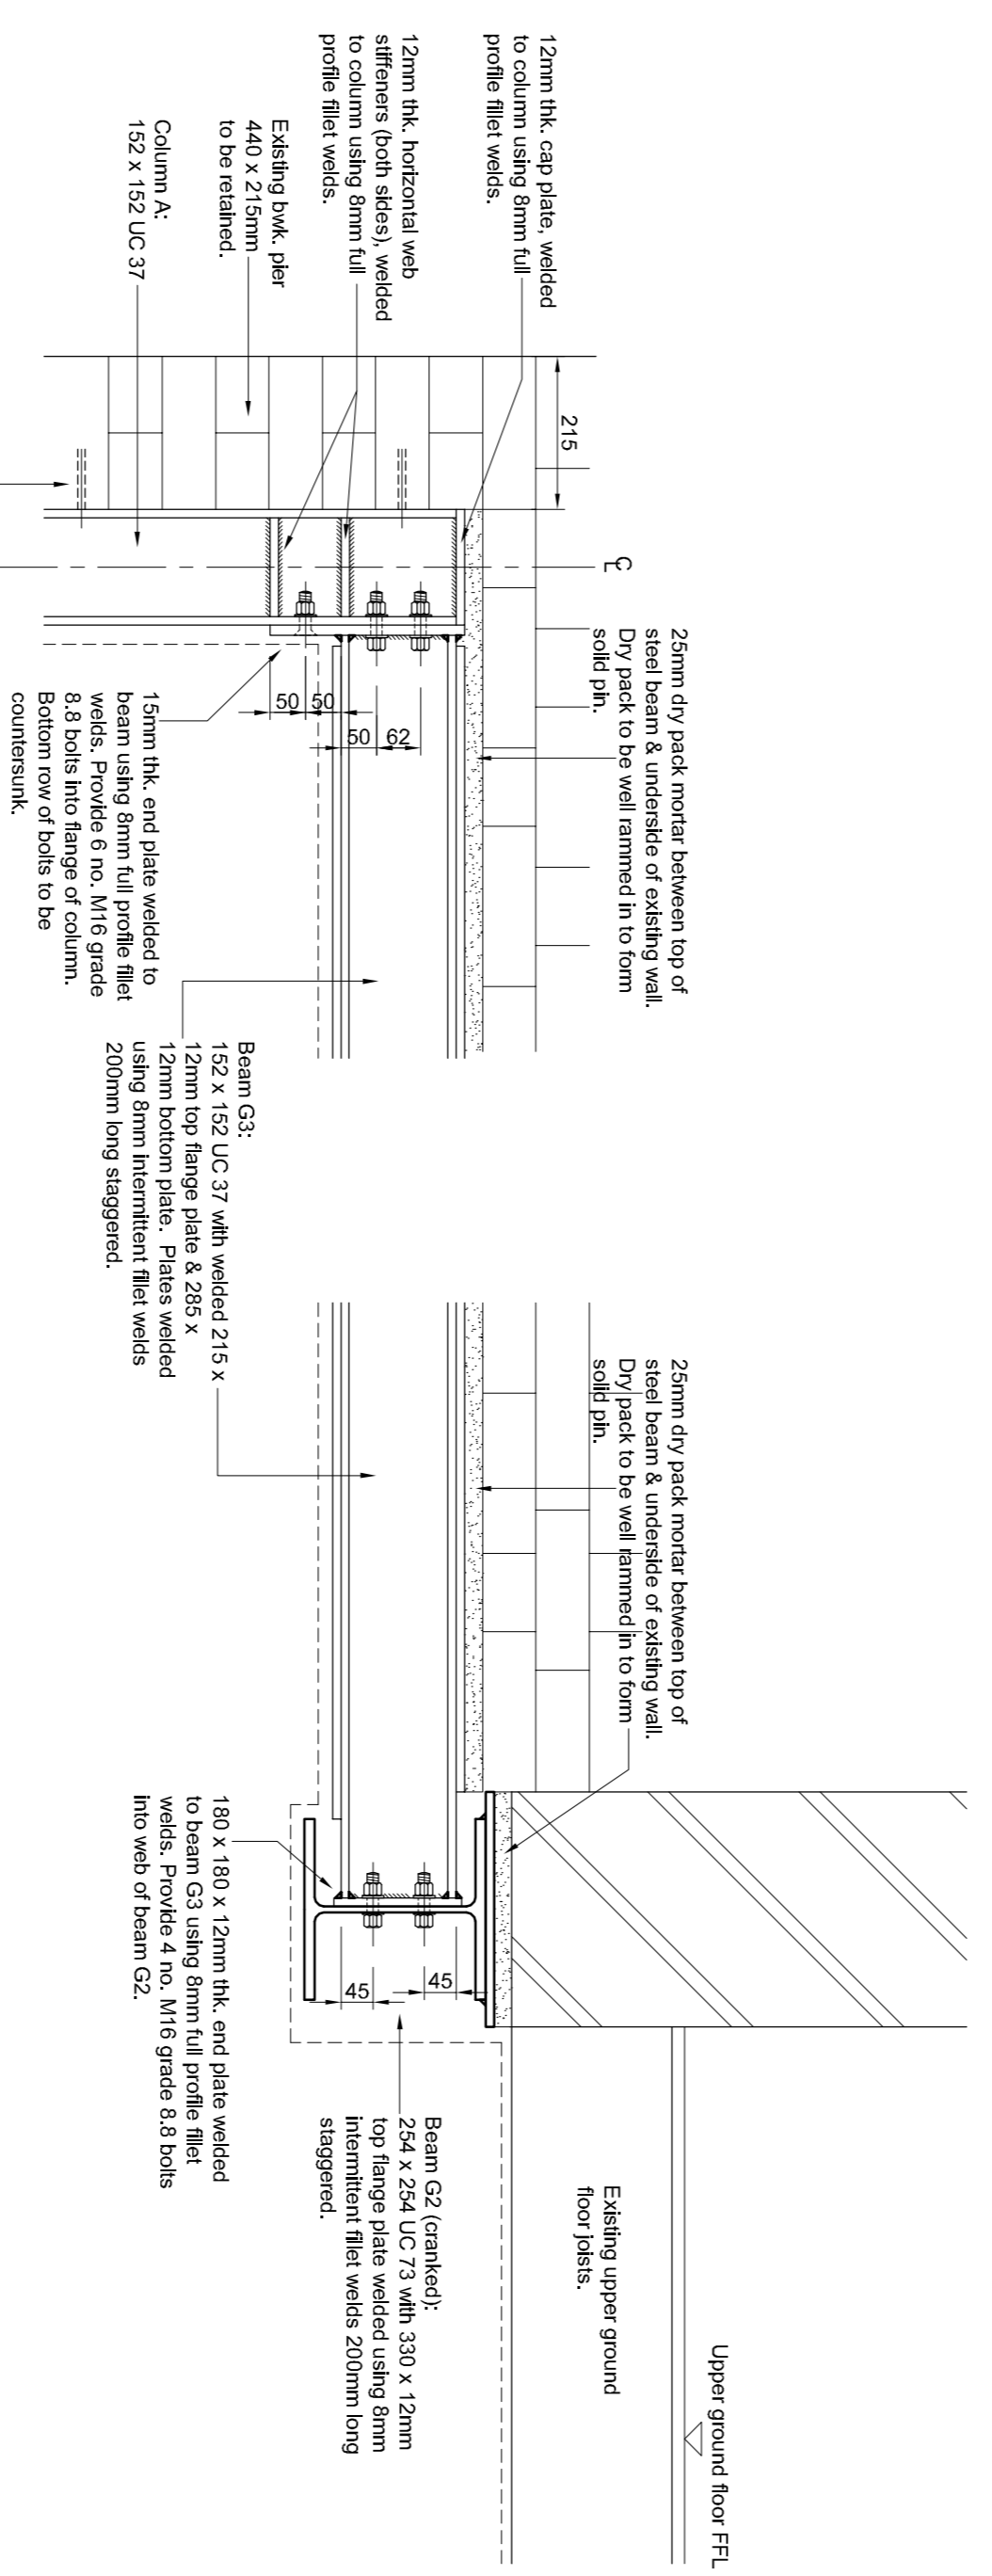 12mm thk. cap plate, welded
to column using 8mm full
profile fillet welds.
12mm thk. horizontal web
stiffeners (both sides), welded
to column using 8mm full
profile fillet welds.
Existing bwk. pier
440 x 215mm
to be retained.
Column A:
152 x 152 UC 37
215
CL
25mm dry pack mortar between top of
steel beam & underside of existing wall.
Dry pack to be well rammed in to form
solid pin.
50
50
50
62
15mm thk. end plate welded to
beam using 8mm full profile fillet
welds. Provide 6 no. M16 grade
8.8 bolts into flange of column.
Bottom row of bolts to be
countersunk.
Beam G3:
152 x 152 UC 37 with welded 215 x
12mm top flange plate & 285 x
12mm bottom plate. Plates welded
using 8mm intermittent fillet welds
200mm long staggered.
25mm dry pack mortar between top of
steel beam & underside of existing wall.
Dry pack to be well rammed in to form
solid pin.
180 x 180 x 12mm thk. end plate welded
to beam G3 using 8mm full profile fillet
welds. Provide 4 no. M16 grade 8.8 bolts
into web of beam G2.
45
45
Beam G2 (cranked):
254 x 254 UC 73 with 330 x 12mm
top flange plate welded using 8mm
intermittent fillet welds 200mm long
staggered.
Existing upper ground
floor joists.
Upper ground floor FFL